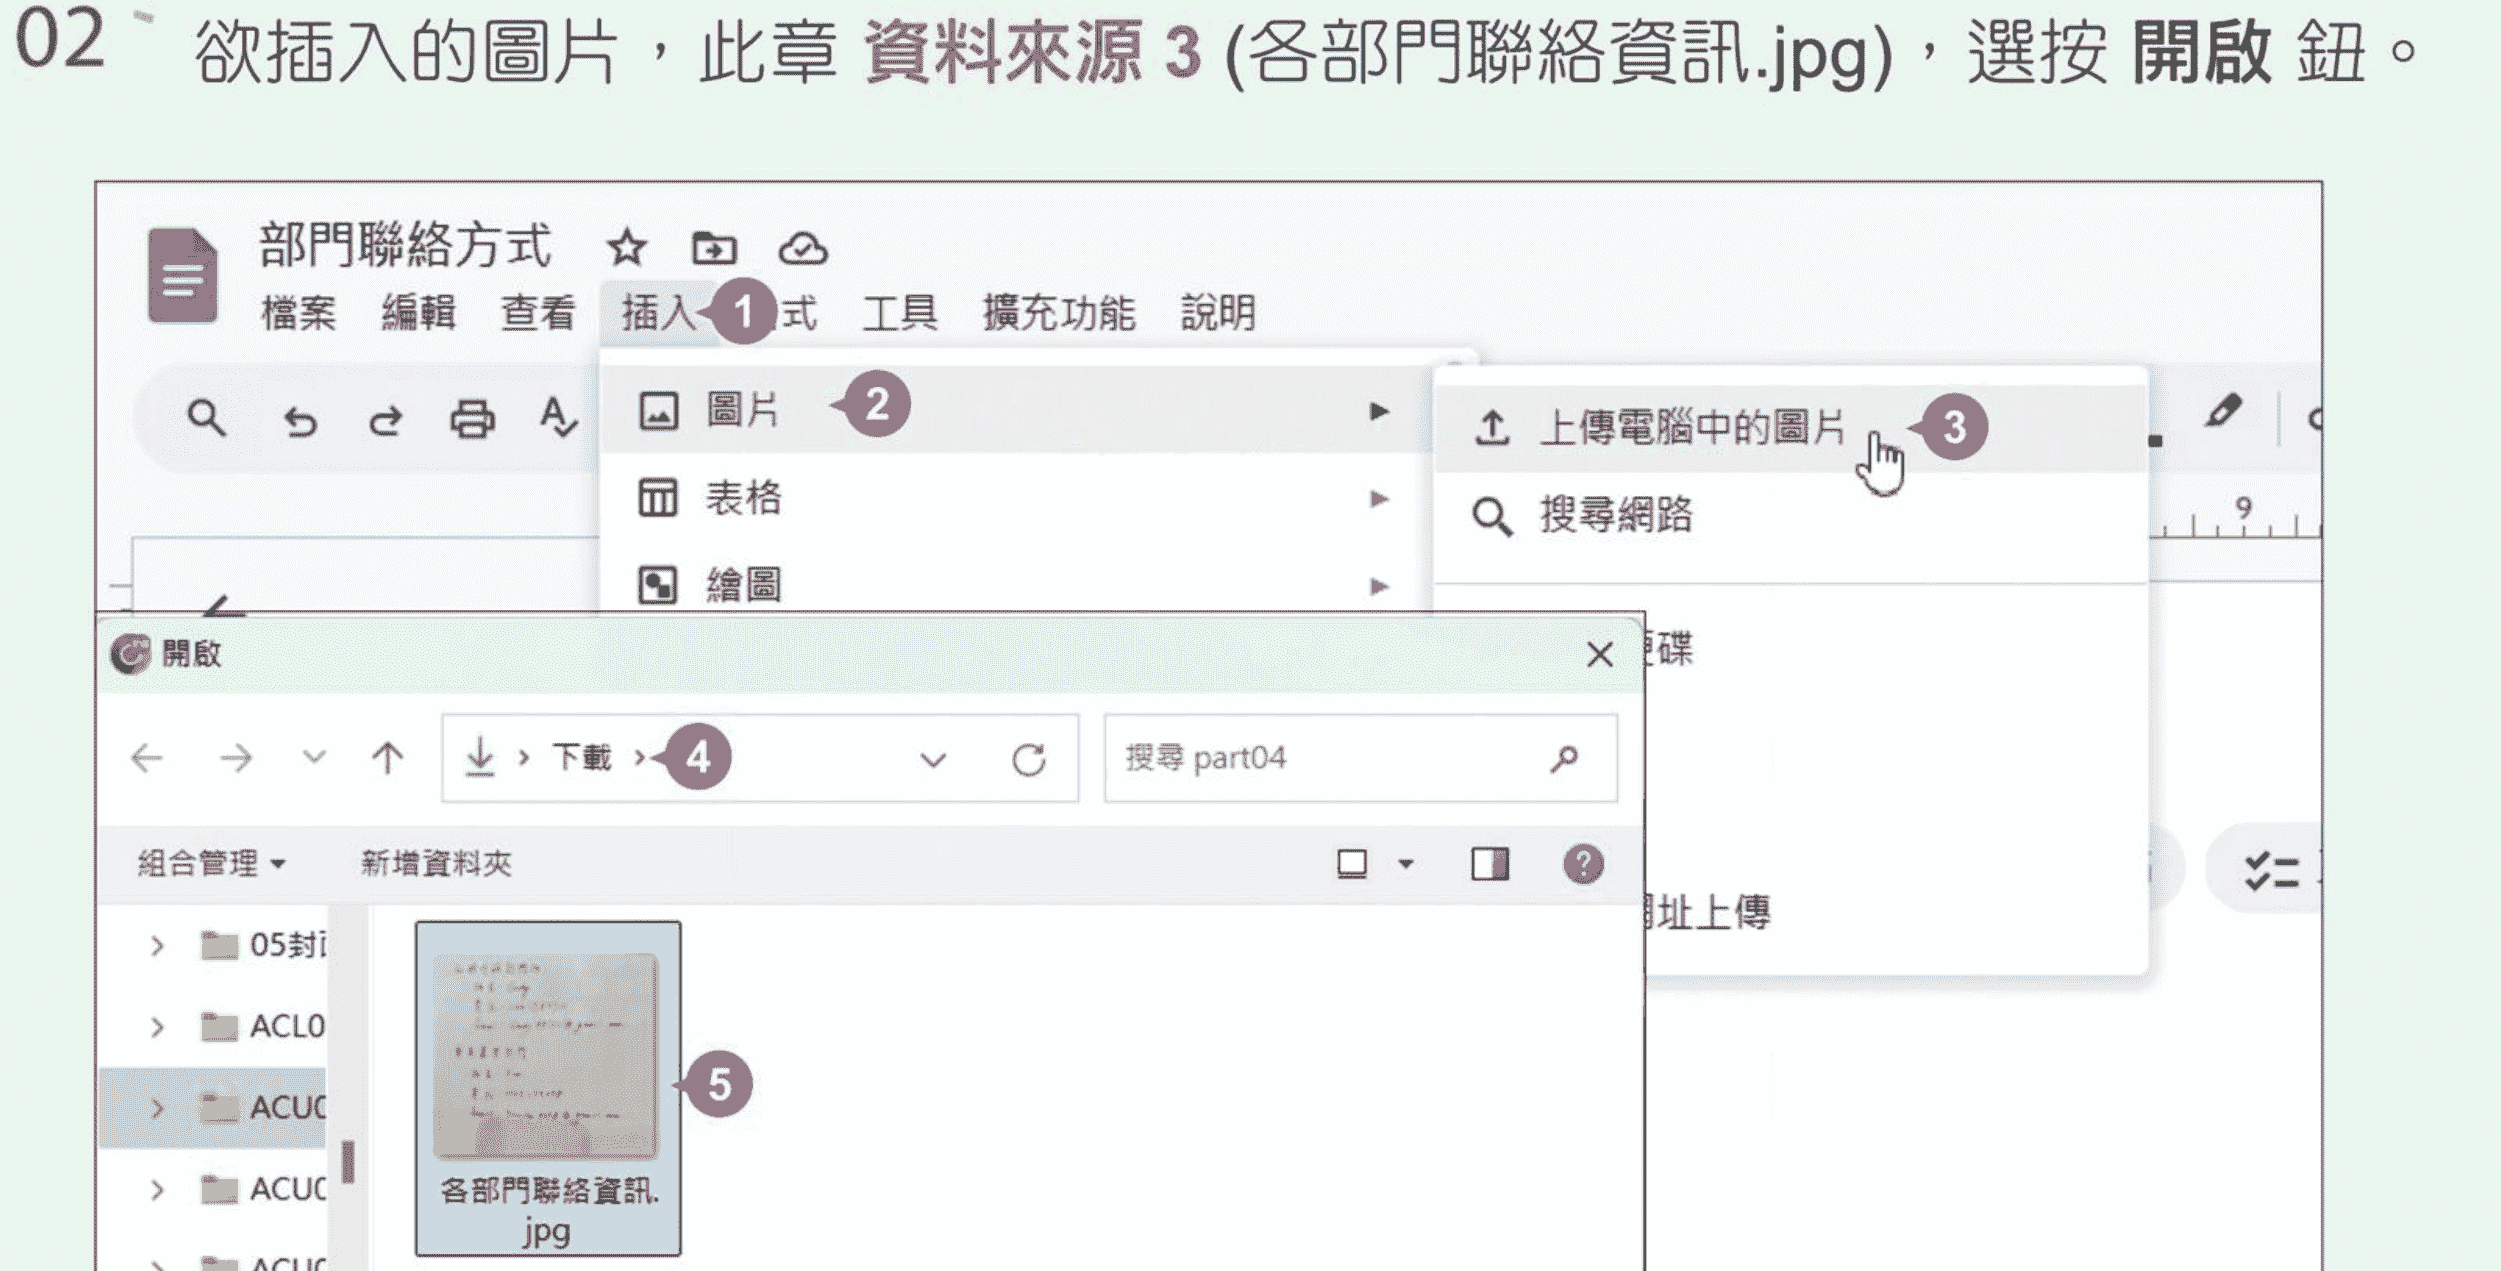 02 欲插入的圖片，此章 資料來源 3 (各部門聯絡資訊.jpg)，選按 開啟 鈕。
部門聯絡方式
檔案 編輯 查看 插入 1 式 工具 擴充功能 說明
圖片 2
上傳電腦中的圖片 3
表格
搜尋網路
9
繪圖
開啟
碟
下載 4
搜尋 part04
組合管理 新增資料夾
址上傳
05封
ACL0
ACU0
5
ACU0
各部門聯絡資訊.
jpg